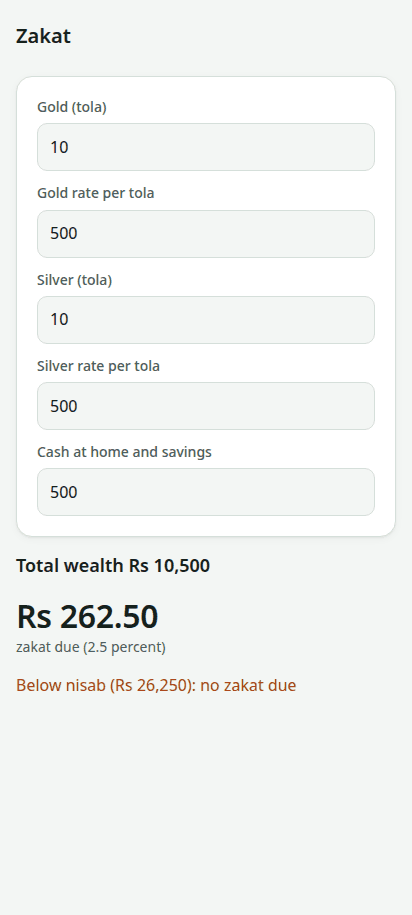 Zakat
Gold (tola)
10
Gold rate per tola
500
Silver (tola)
10
Silver rate per tola
500
Cash at home and savings
500
Total wealth Rs 10,500
Rs 262.50
zakat due (2.5 percent)
Below nisab (Rs 26,250): no zakat due